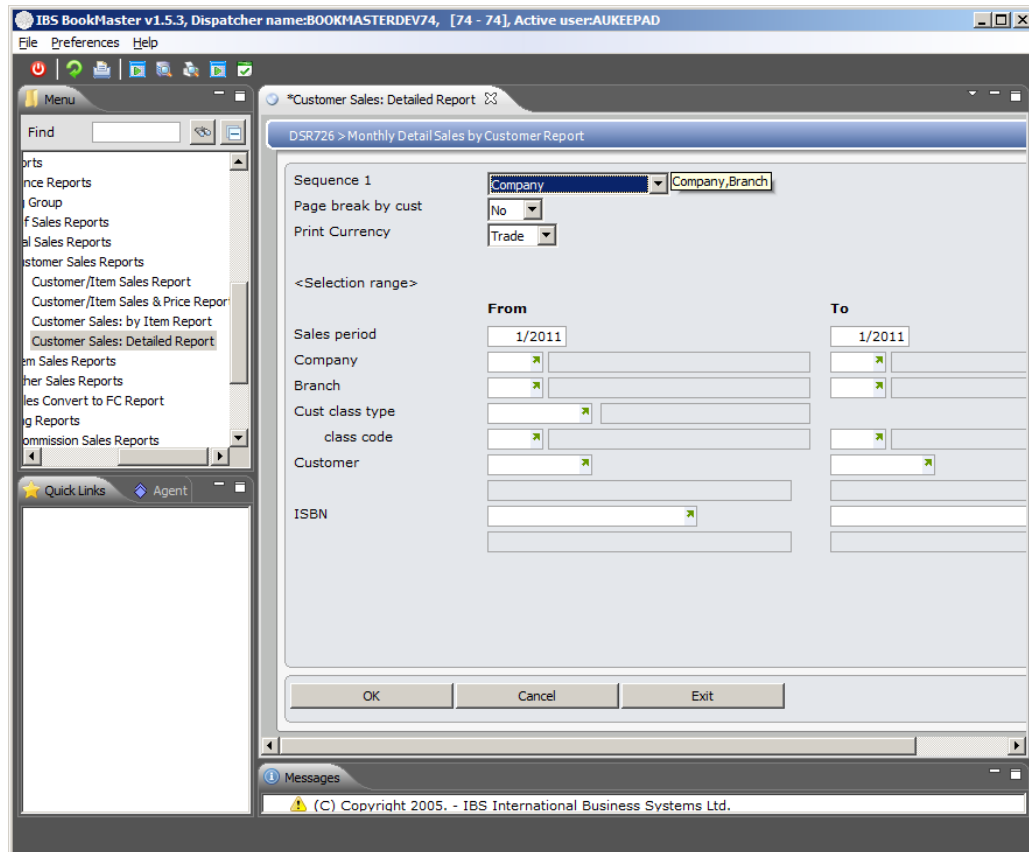 IBS BookMaster v1.5.3, Dispatcher name:BOOKMASTERDEV74, [74 - 74], Active user:AUKEEPAD
File Preferences Help
Menu
Find
orts
nce Reports
Group
f Sales Reports
al Sales Reports
ustomer Sales Reports
Customer/Item Sales Report
Customer/Item Sales & Price Repor
Customer Sales: by Item Report
Customer Sales: Detailed Report
em Sales Reports
her Sales Reports
les Convert to FC Report
g Reports
ommission Sales Reports
Quick Links Agent
*Customer Sales: Detailed Report
DSR726 > Monthly Detail Sales by Customer Report
Sequence 1 Company Company,Branch
Page break by cust No
Print Currency Trade
<Selection range>
From To
Sales period 1/2011 1/2011
Company
Branch
Cust class type
class code
Customer
ISBN
OK Cancel Exit
Messages
(C) Copyright 2005. - IBS International Business Systems Ltd.